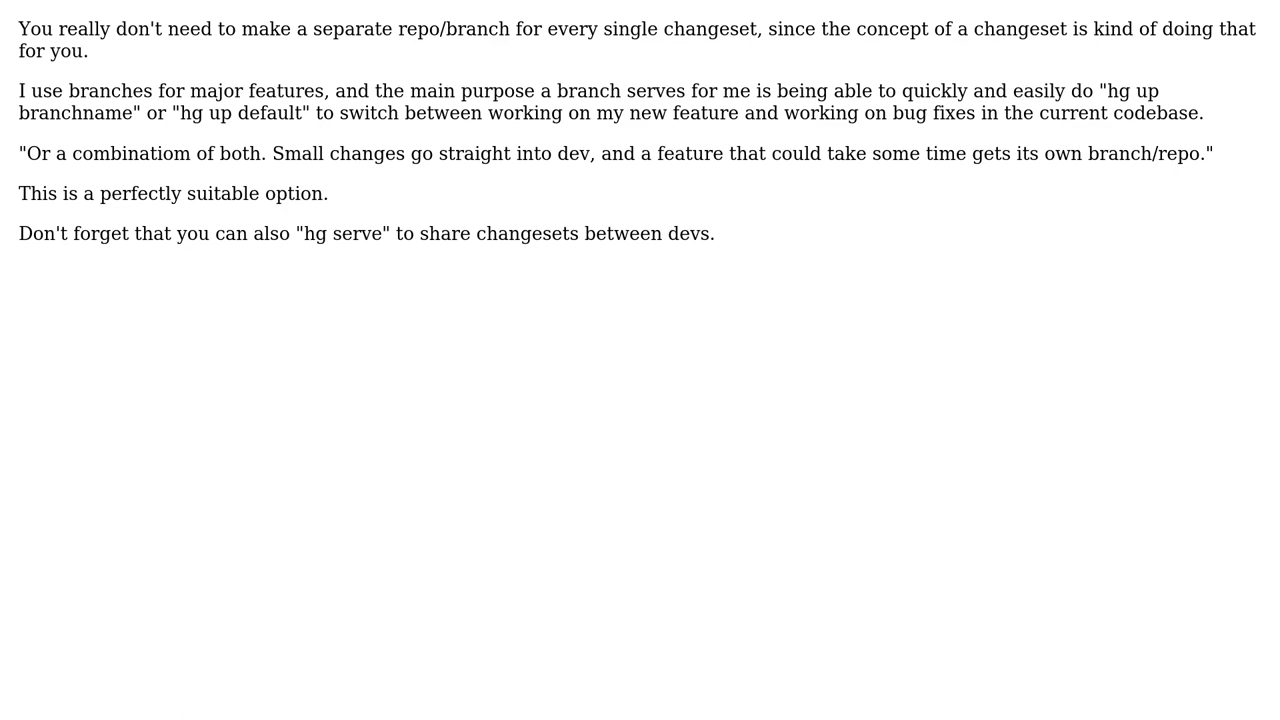 You really don't need to make a separate repo/branch for every single changeset, since the concept of a changeset is kind of doing that
for you.
I use branches for major features, and the main purpose a branch serves for me is being able to quickly and easily do "hg up
branchname" or "hg up default" to switch between working on my new feature and working on bug fixes in the current codebase.
"Or a combinatiom of both. Small changes go straight into dev, and a feature that could take some time gets its own branch/repo."
This is a perfectly suitable option.
Don't forget that you can also "hg serve" to share changesets between devs.